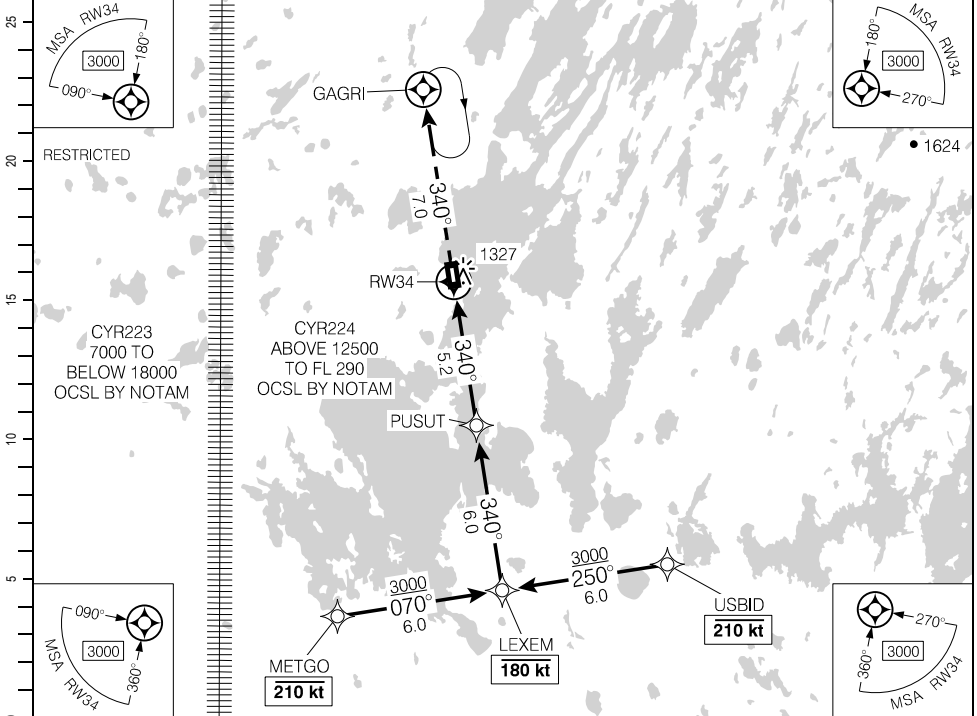 25
20
15
10
5
0
MSA RW34
3000
180°
090°
MSA RW34
3000
180°
270°
RESTRICTED
1624
GAGRI
340°
7.0
1327
RW34
CYR223
7000 TO
BELOW 18000
OCSL BY NOTAM
CYR224
ABOVE 12500
TO FL 290
OCSL BY NOTAM
340°
5.2
PUSUT
340°
6.0
3000
070°
6.0
3000
250°
6.0
METGO
210 kt
LEXEM
180 kt
USBID
210 kt
090°
3000
360°
MSA RW34
270°
3000
360°
MSA RW34